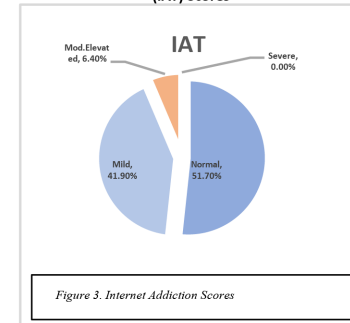 IAT
Mod.Elevat
ed, 6.40%
Severe,
0.00%
Mild,
41.90%
Normal,
51.70%
Figure 3. Internet Addiction Scores